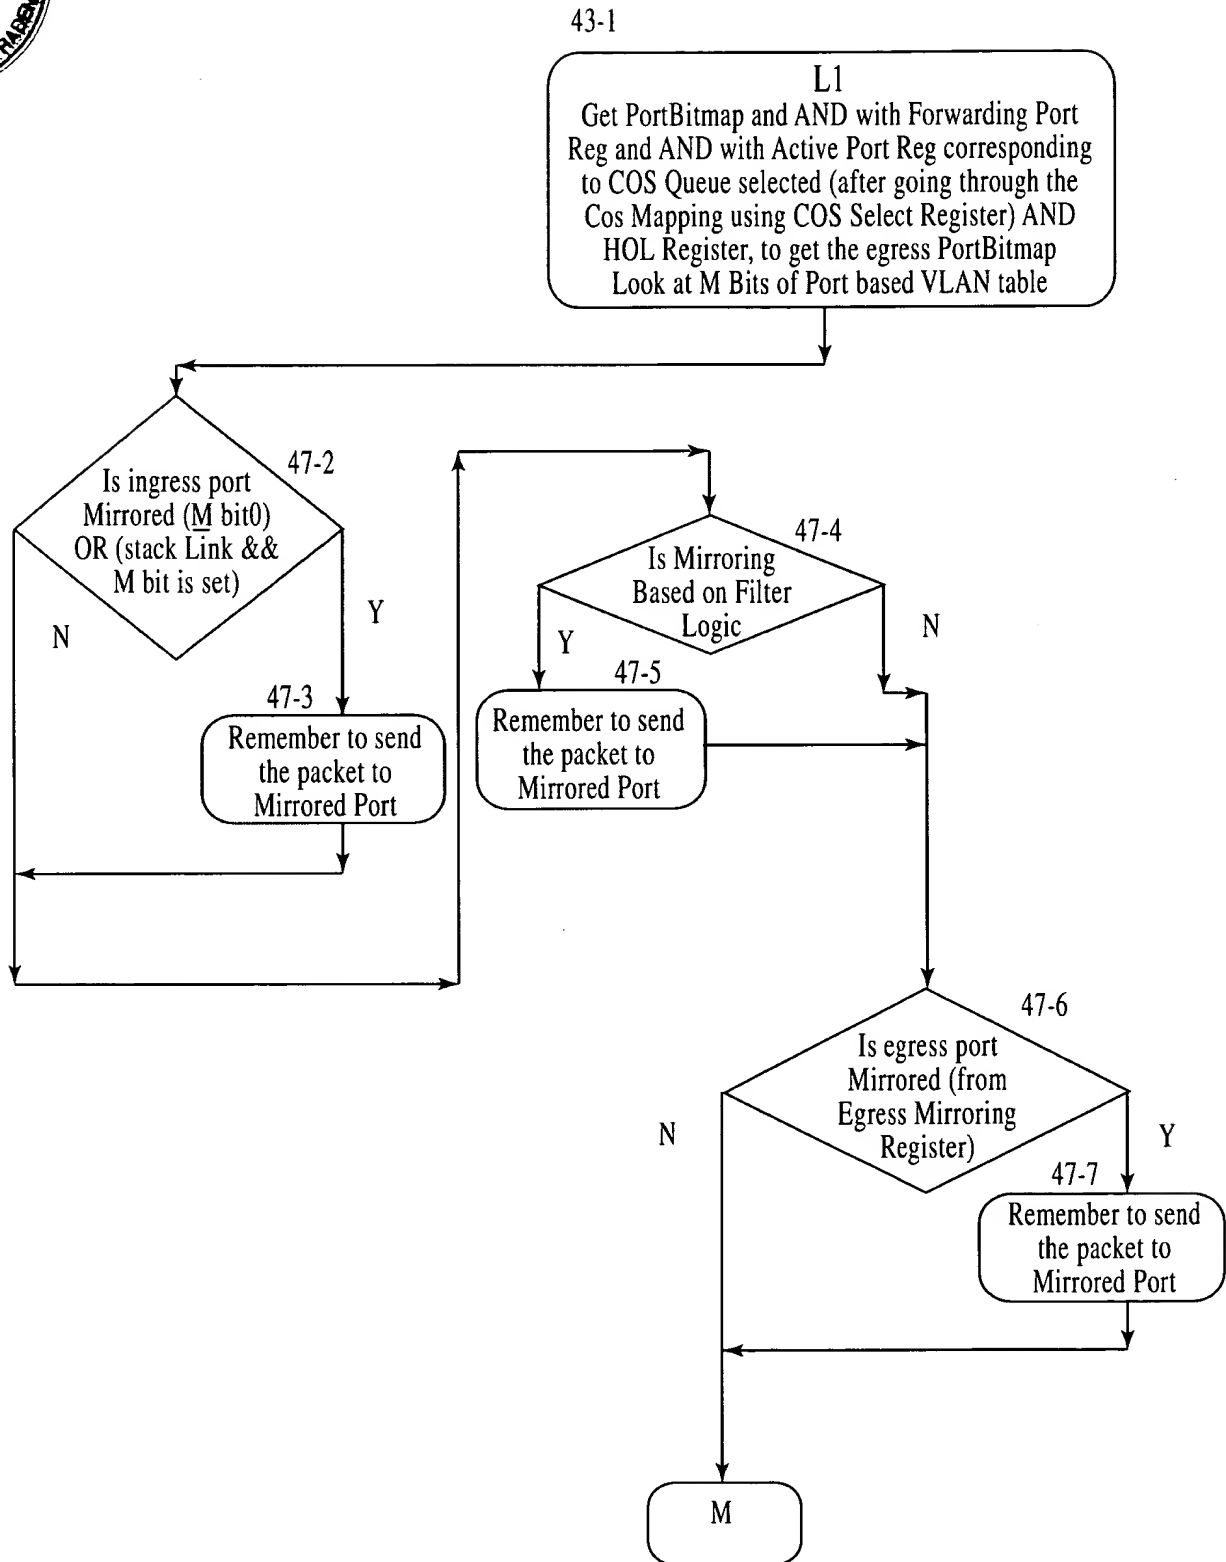 43-1
L1
Get PortBitmap and AND with Forwarding Port
Reg and AND with Active Port Reg corresponding
to COS Queue selected (after going through the
Cos Mapping using COS Select Register) AND
HOL Register, to get the egress PortBitmap
Look at M Bits of Port based VLAN table
47-2
Is ingress port
Mirrored (M bit0)
OR (stack Link &&
M bit is set)
N
Y
47-3
Remember to send
the packet to
Mirrored Port
47-4
Is Mirroring
Based on Filter
Logic
Y
N
47-5
Remember to send
the packet to
Mirrored Port
47-6
Is egress port
Mirrored (from
Egress Mirroring
Register)
N
Y
47-7
Remember to send
the packet to
Mirrored Port
M